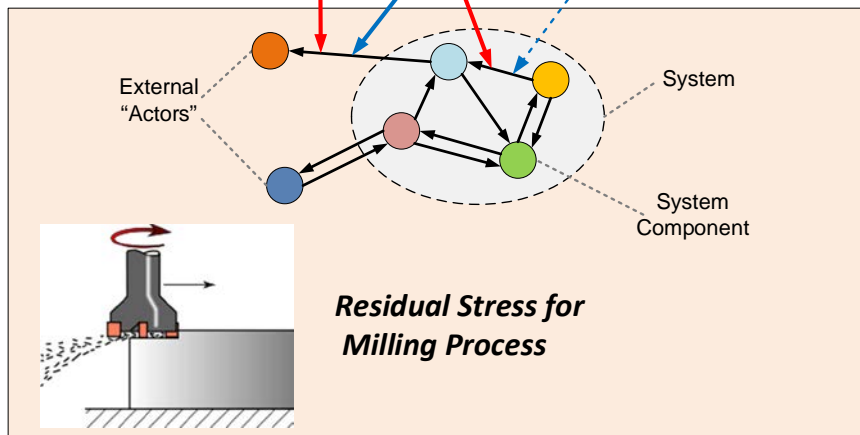 External
“Actors”
System
System
Component
Residual Stress for
Milling Process